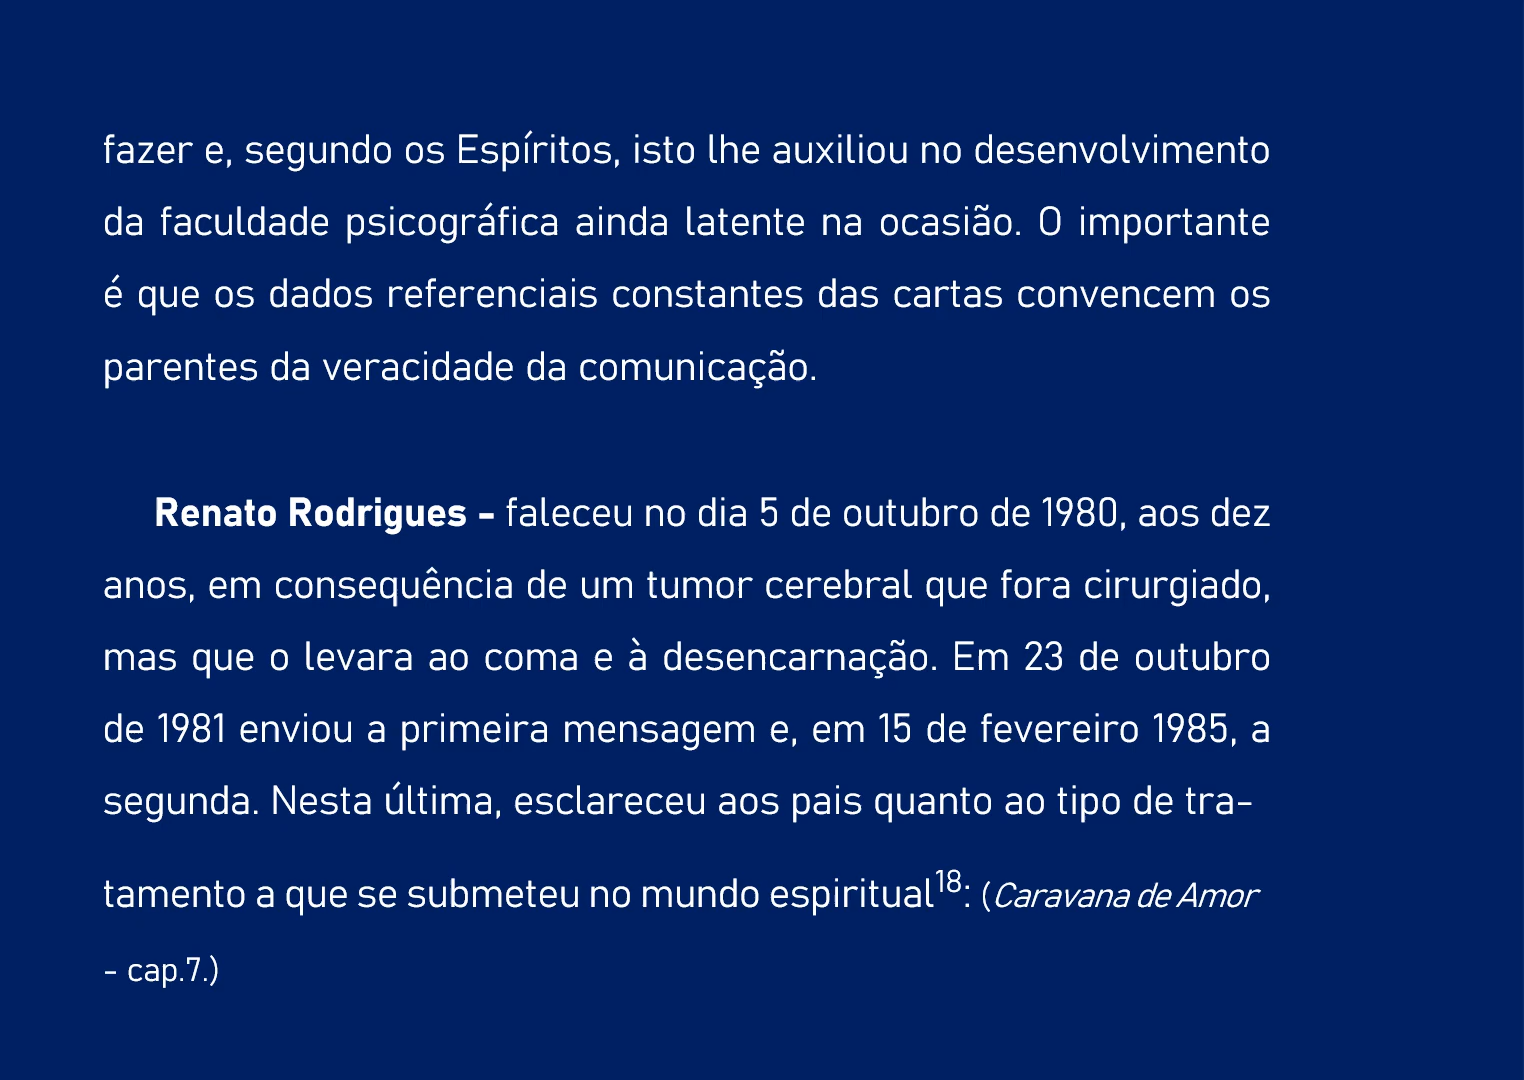 fazer e, segundo os Espíritos, isto lhe auxiliou no desenvolvimento
da faculdade psicográfica ainda latente na ocasião. O importante
é que os dados referenciais constantes das cartas convencem os
parentes da veracidade da comunicação.
Renato Rodrigues - faleceu no dia 5 de outubro de 1980, aos dez
anos, em consequência de um tumor cerebral que fora cirurgiado,
mas que o levara ao coma e à desencarnação. Em 23 de outubro
de 1981 enviou a primeira mensagem e, em 15 de fevereiro 1985, a
segunda. Nesta última, esclareceu aos pais quanto ao tipo de tra-
tamento a que se submeteu no mundo espiritual18: (Caravana de Amor
- cap.7.)